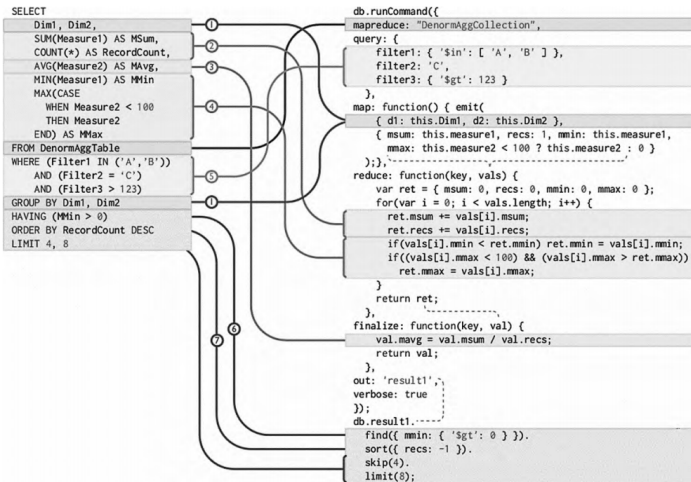 SELECT
Dim1, Dim2,
SUM(Measure1) AS MSum,
COUNT(*) AS RecordCount,
AVG(Measure2) AS MAvg,
MIN(Measure1) AS MMin
MAX(CASE
WHEN Measure2 < 100
THEN Measure2
END) AS MMax
FROM DenormAggTable
WHERE (Filter1 IN ('A','B'))
AND (Filter2 = 'C')
AND (Filter3 > 123)
GROUP BY Dim1, Dim2
HAVING (MMin > 0)
ORDER BY RecordCount DESC
LIMIT 4, 8
1
2
3
4
5
1
6
7
db.runCommand({
mapreduce: "DenormAggCollection",
query: {
filter1: { '$in': [ 'A', 'B' ] },
filter2: 'C',
filter3: { '$gt': 123 }
},
map: function() { emit(
{ d1: this.Dim1, d2: this.Dim2 },
{ msum: this.measure1, recs: 1, mmin: this.measure1,
mmax: this.measure2 < 100 ? this.measure2 : 0 }
);},
reduce: function(key, vals) {
var ret = { msum: 0, recs: 0, mmin: 0, mmax: 0 };
for(var i = 0; i < vals.length; i++) {
ret.msum += vals[i].msum;
ret.recs += vals[i].recs;
if(vals[i].mmin < ret.mmin) ret.mmin = vals[i].mmin;
if((vals[i].mmax < 100) && (vals[i].mmax > ret.mmax))
ret.mmax = vals[i].mmax;
}
return ret;
},
finalize: function(key, val) {
val.mavg = val.msum / val.recs;
return val;
},
out: 'result1',
verbose: true
});
db.result1.
find({ mmin: { '$gt': 0 } }).
sort({ recs: -1 }).
skip(4).
limit(8);